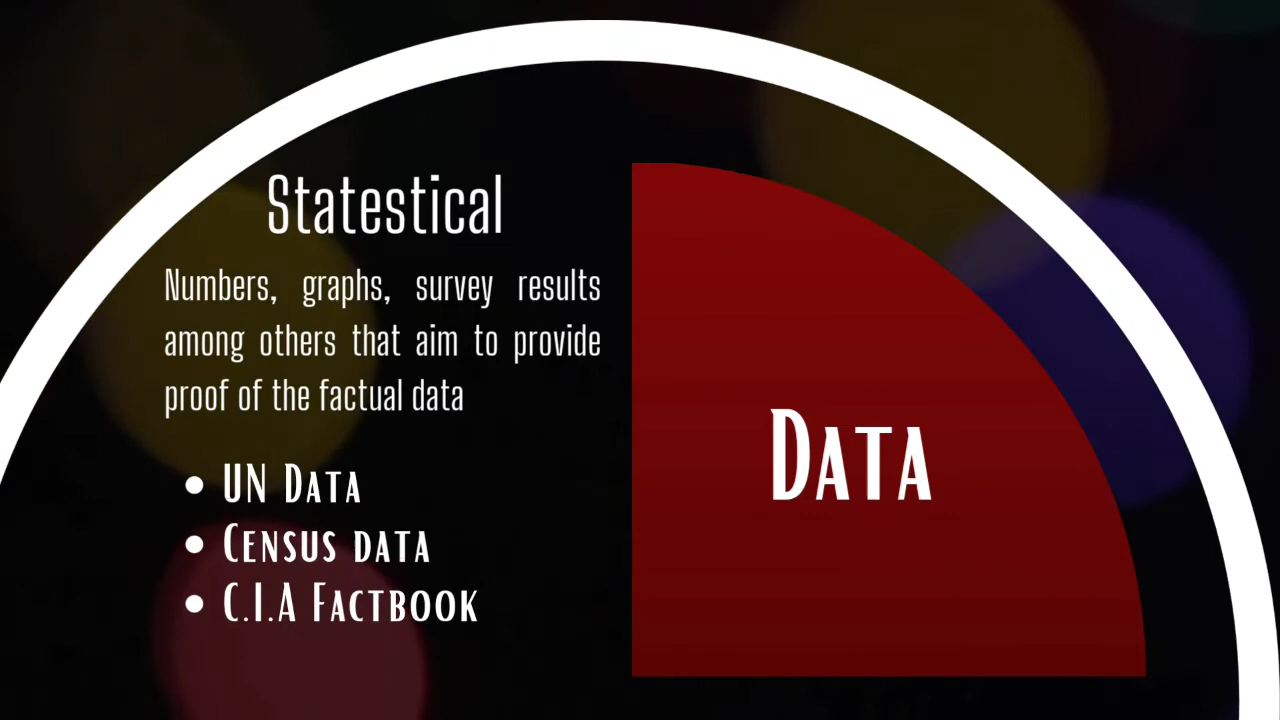 Statestical
Numbers, graphs, survey results
among others that aim to provide
proof of the factual data
• UN Data
• Census data
• C.I.A Factbook
Data